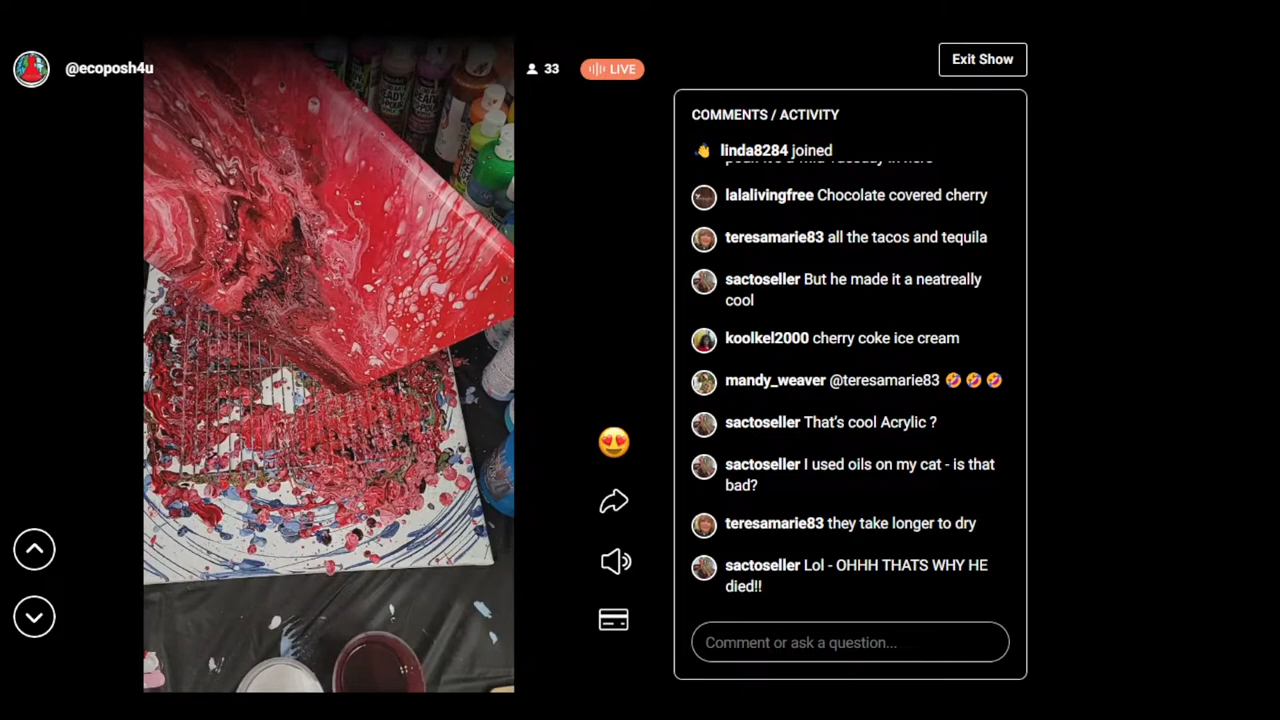 @ecoposh4u
33
LIVE
Exit Show
COMMENTS / ACTIVITY
linda8284 joined
lalalivingfree Chocolate covered cherry
teresamarie83 all the tacos and tequila
sactoseller But he made it a neatreally
cool
koolkel2000 cherry coke ice cream
mandy_weaver @teresamarie83 🤣 🤣 🤣
sactoseller That's cool Acrylic ?
sactoseller I used oils on my cat - is that
bad?
teresamarie83 they take longer to dry
sactoseller Lol - OHHH THATS WHY HE
died!!
Comment or ask a question...